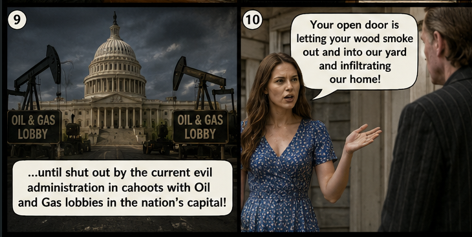 9
OIL & GAS
LOBBY
OIL & GAS
LOBBY
...until shut out by the current evil
administration in cahoots with Oil
and Gas lobbies in the nation's capital!
10
Your open door is
letting your wood smoke
out and into our yard
and infiltrating
our home!